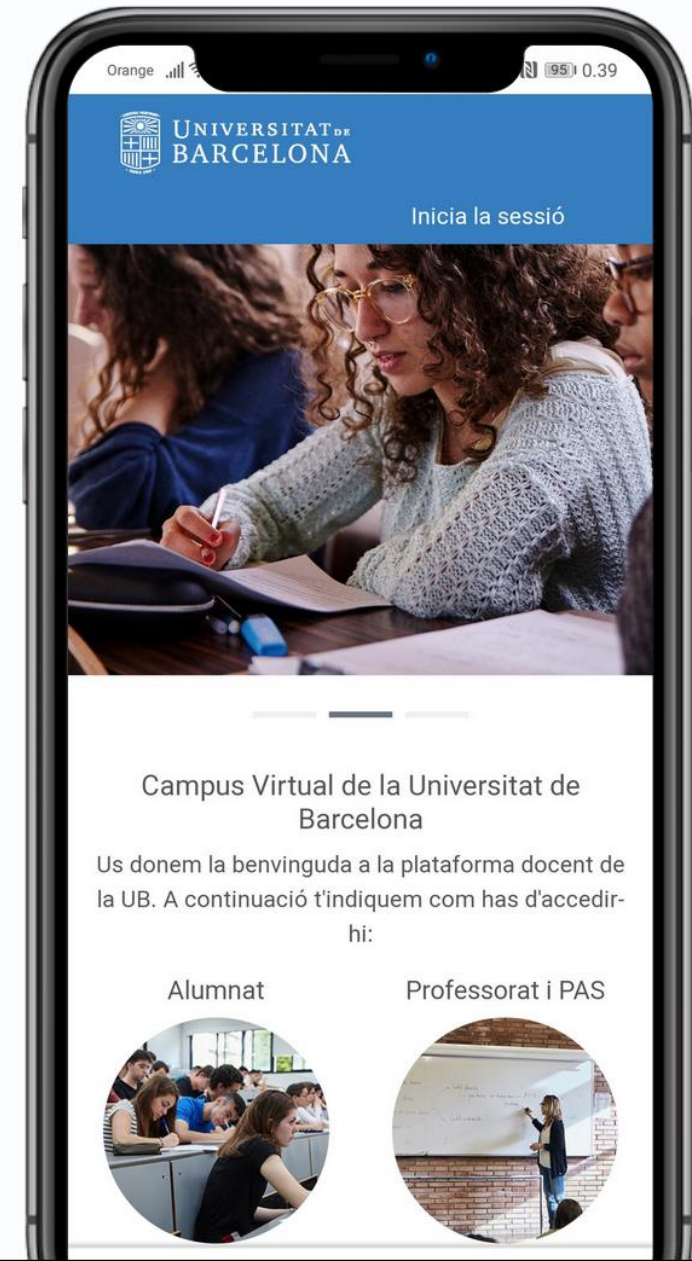 Orange 95 0.39
UNIVERSITAT DE
BARCELONA
Inicia la sessió
Campus Virtual de la Universitat de
Barcelona
Us donem la benvinguda a la plataforma docent de
la UB. A continuació t'indiquem com has d'accedir-
hi:
Alumnat Professorat i PAS